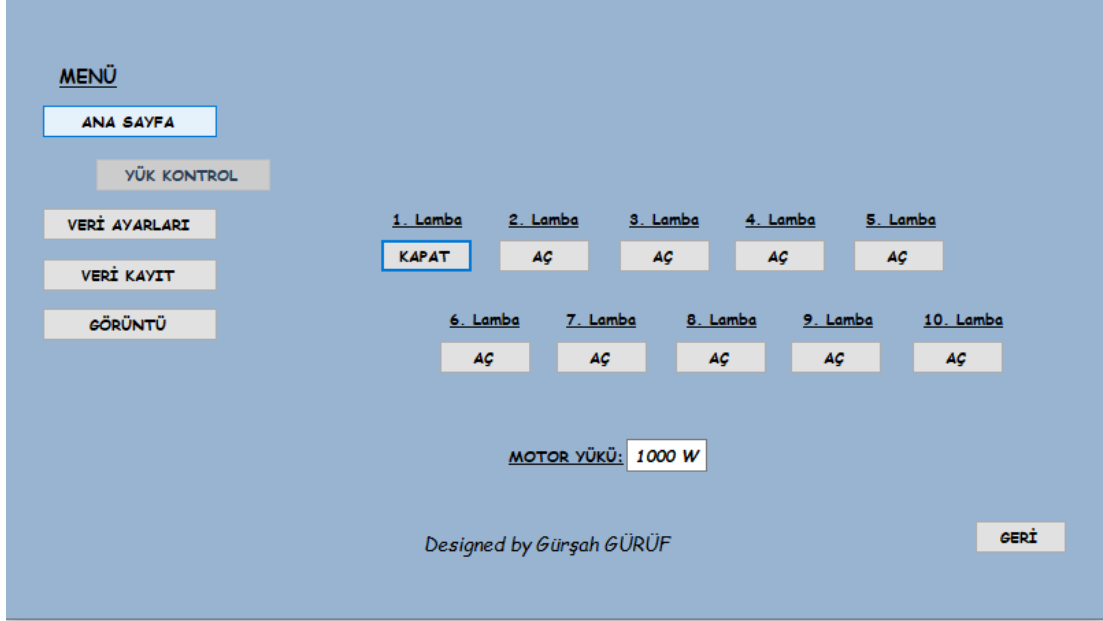 MENÜ
ANA SAYFA
YÜK KONTROL
VERİ AYARLARI
VERİ KAYIT
GÖRÜNTÜ
1. Lamba 2. Lamba 3. Lamba 4. Lamba 5. Lamba
KAPAT AÇ AÇ AÇ AÇ
6. Lamba 7. Lamba 8. Lamba 9. Lamba 10. Lamba
AÇ AÇ AÇ AÇ AÇ
MOTOR YÜKÜ: 1000 W
Designed by Gürşah GÜRÜF
GERİ